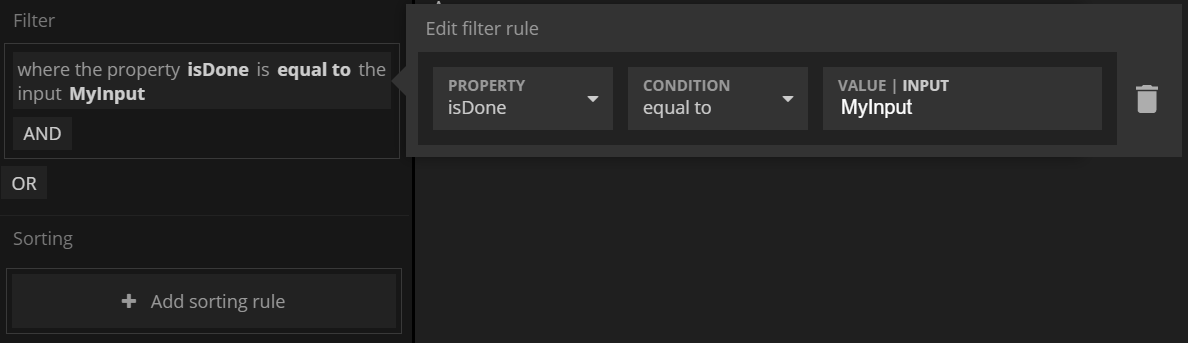 Filter
where the property isDone is equal to the
input MyInput
AND
OR
Sorting
+ Add sorting rule
Edit filter rule
PROPERTY
isDone
CONDITION
equal to
VALUE | INPUT
MyInput